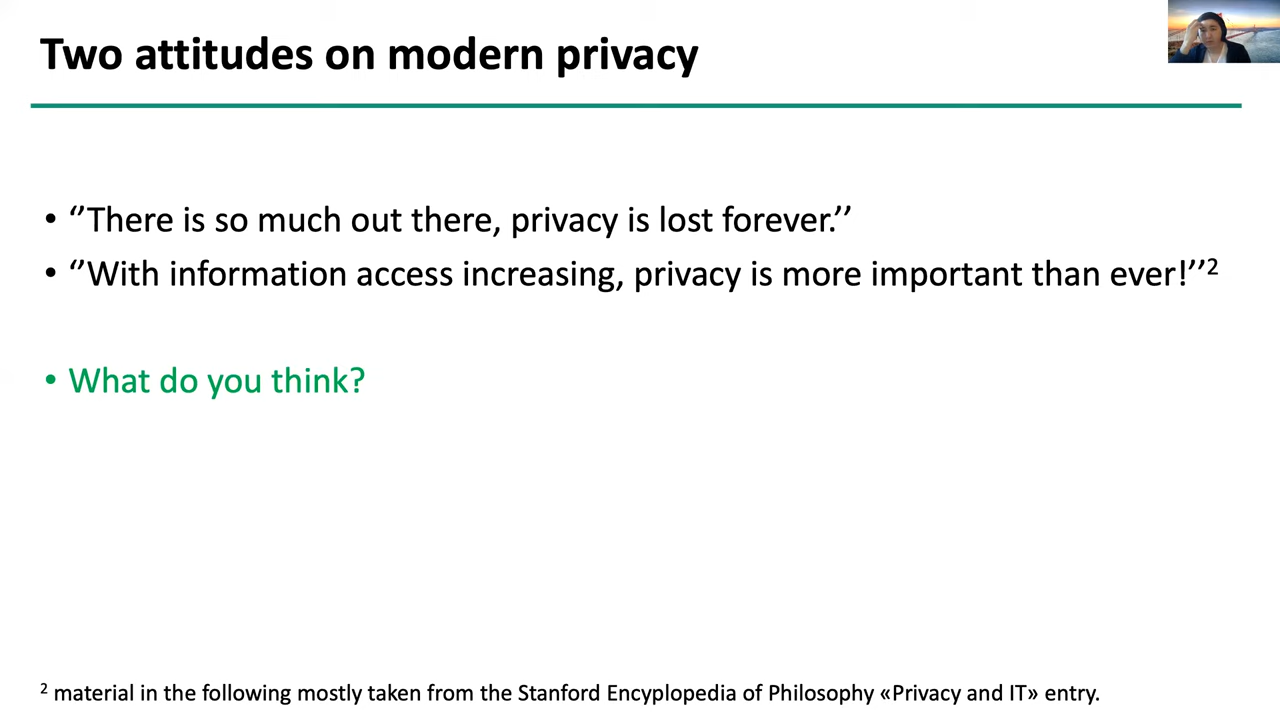 Two attitudes on modern privacy
• ‘’There is so much out there, privacy is lost forever.’’
• ‘’With information access increasing, privacy is more important than ever!’’²
• What do you think?
² material in the following mostly taken from the Stanford Encyplopedia of Philosophy «Privacy and IT» entry.